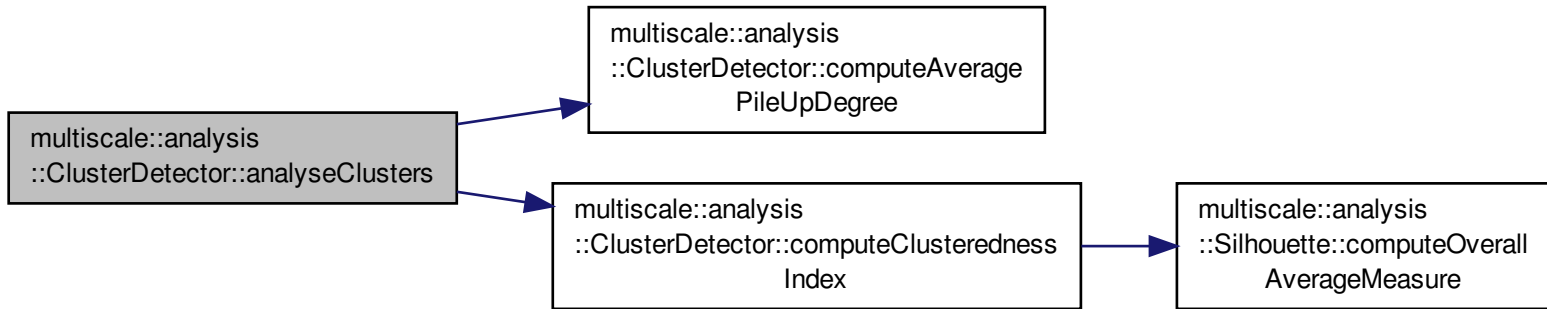 multiscale::analysis
::ClusterDetector::computeAverage
PileUpDegree
multiscale::analysis
::ClusterDetector::analyseClusters
multiscale::analysis
::ClusterDetector::computeClusteredness
Index
multiscale::analysis
::Silhouette::computeOverall
AverageMeasure